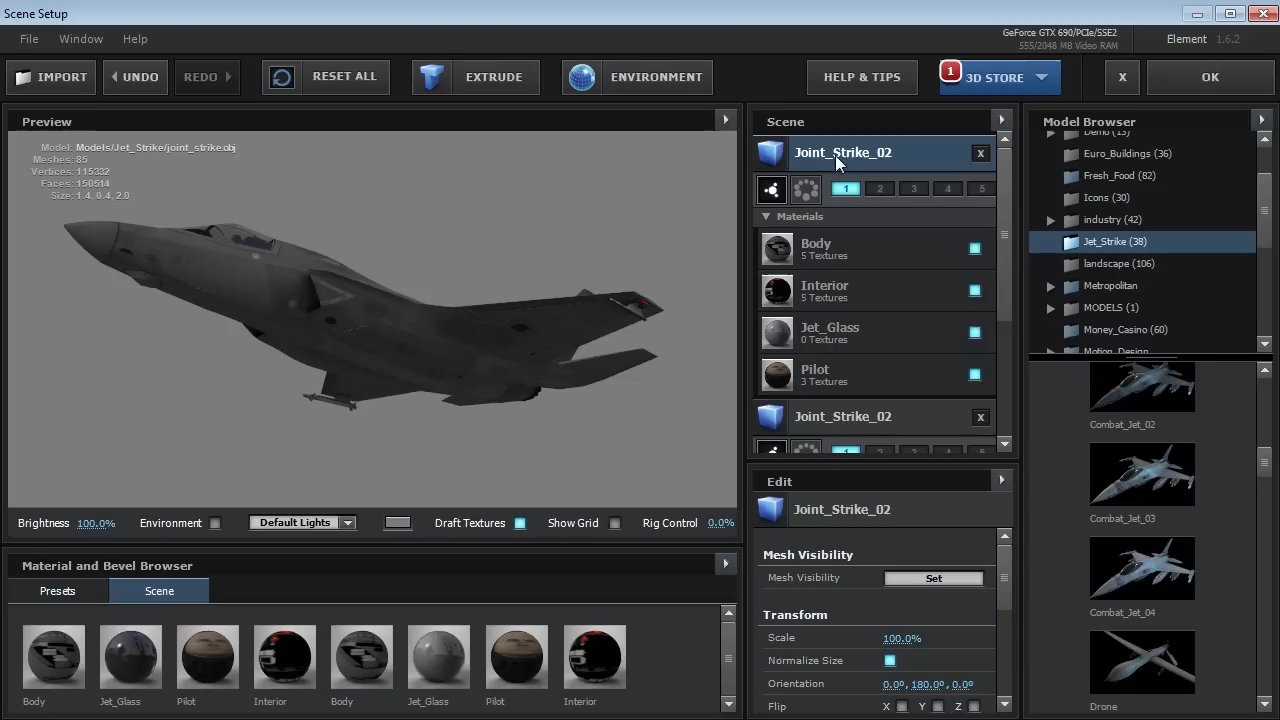 Scene Setup
File Window Help
GeForce GTX 690/PCIe/SSE2
555/2048 MB Video RAM
Element 1.6.2
IMPORT UNDO REDO RESET ALL EXTRUDE ENVIRONMENT HELP & TIPS 1 3D STORE X OK
Preview
Model: Models/Jet_Strike/joint_strike.obj
Meshes: 85
Vertices: 115332
Faces: 150514
Size: 1.4, 0.4, 2.0
Brightness 100.0% Environment Default Lights Draft Textures Show Grid Rig Control 0.0%
Material and Bevel Browser
Presets Scene
Body Jet_Glass Pilot Interior Body Jet_Glass Pilot Interior
Scene
Joint_Strike_02 x
1 2 3 4 5
Materials
Body
5 Textures
Interior
5 Textures
Jet_Glass
0 Textures
Pilot
3 Textures
Joint_Strike_02 x
Edit
Joint_Strike_02
Mesh Visibility
Mesh Visibility Set
Transform
Scale 100.0%
Normalize Size
Orientation 0.0°, 180.0°, 0.0°
Flip X Y Z
Model Browser
Demo (13)
Euro_Buildings (36)
Fresh_Food (82)
Icons (30)
industry (42)
Jet_Strike (38)
landscape (106)
Metropolitan
MODELS (1)
Money_Casino (60)
Motion_Design
Combat_Jet_02
Combat_Jet_03
Combat_Jet_04
Drone